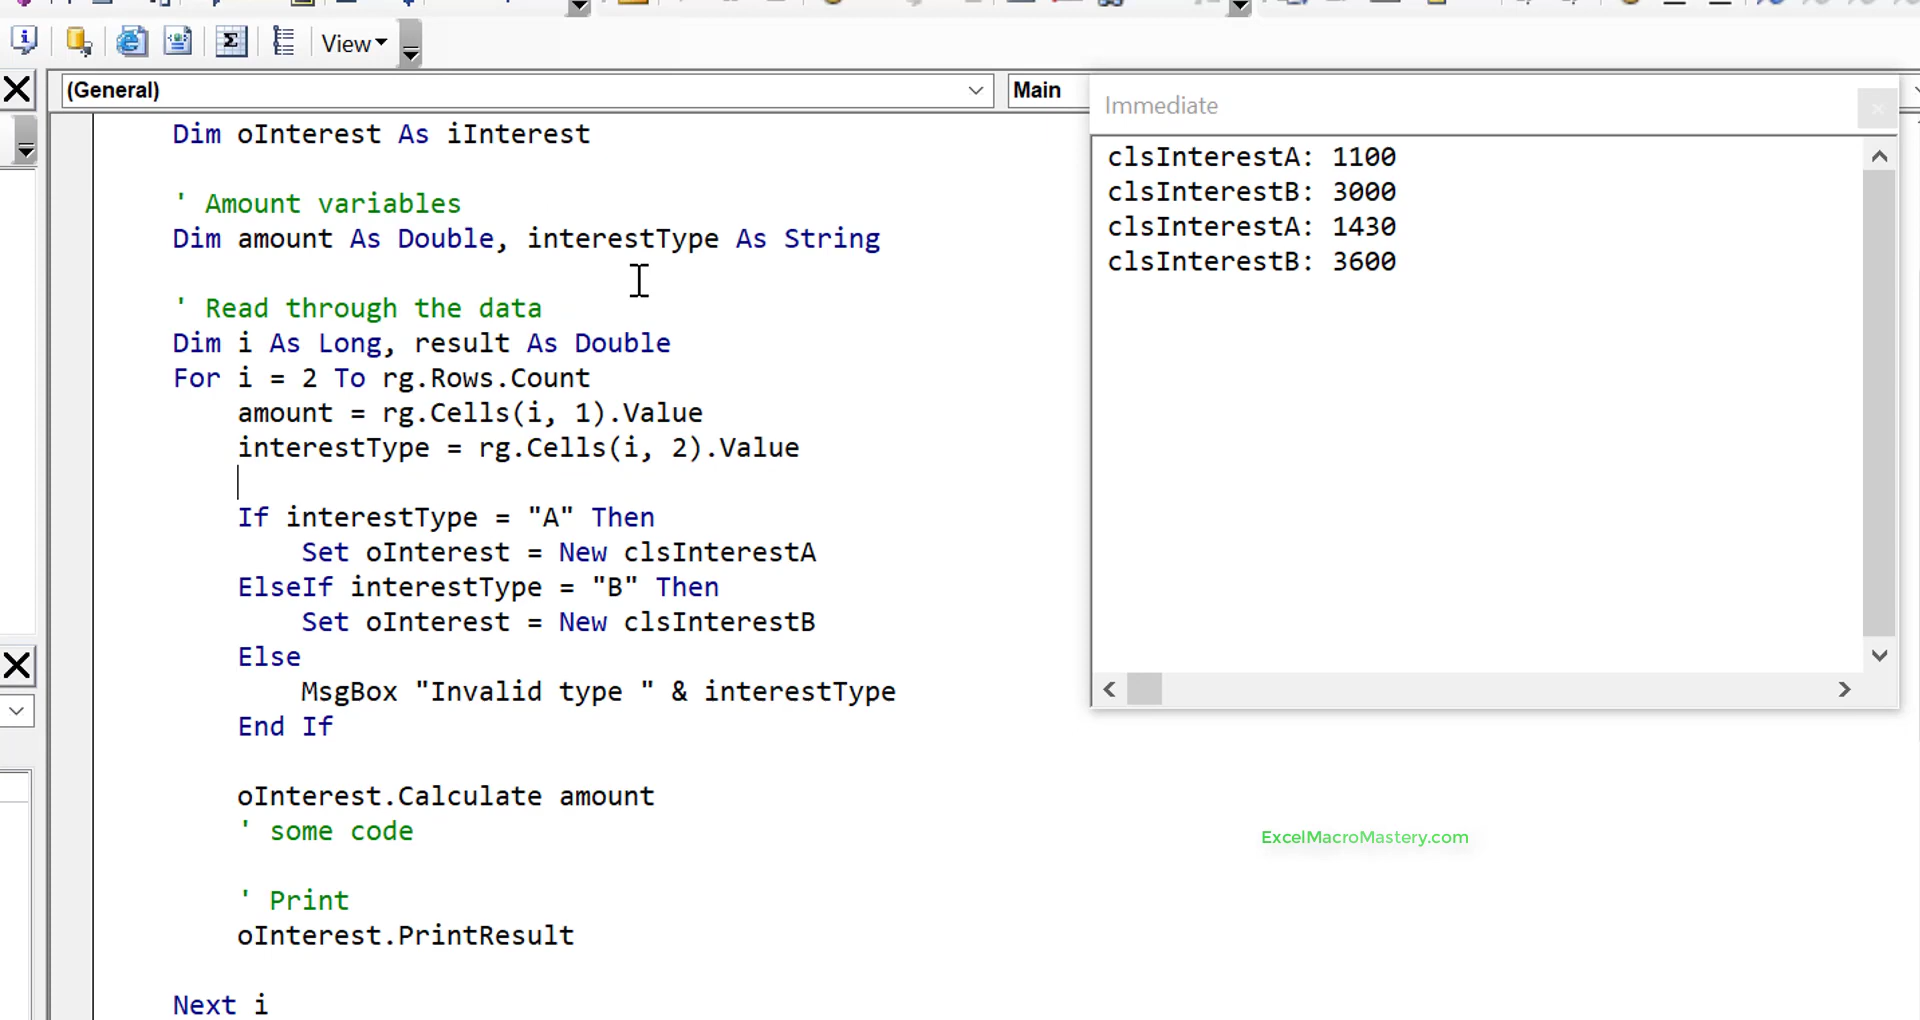 View
(General)
Main
Dim oInterest As iInterest
' Amount variables
Dim amount As Double, interestType As String
' Read through the data
Dim i As Long, result As Double
For i = 2 To rg.Rows.Count
amount = rg.Cells(i, 1).Value
interestType = rg.Cells(i, 2).Value
If interestType = "A" Then
Set oInterest = New clsInterestA
ElseIf interestType = "B" Then
Set oInterest = New clsInterestB
Else
MsgBox "Invalid type " & interestType
End If
oInterest.Calculate amount
' some code
' Print
oInterest.PrintResult
Next i
Immediate
clsInterestA: 1100
clsInterestB: 3000
clsInterestA: 1430
clsInterestB: 3600
ExcelMacroMastery.com